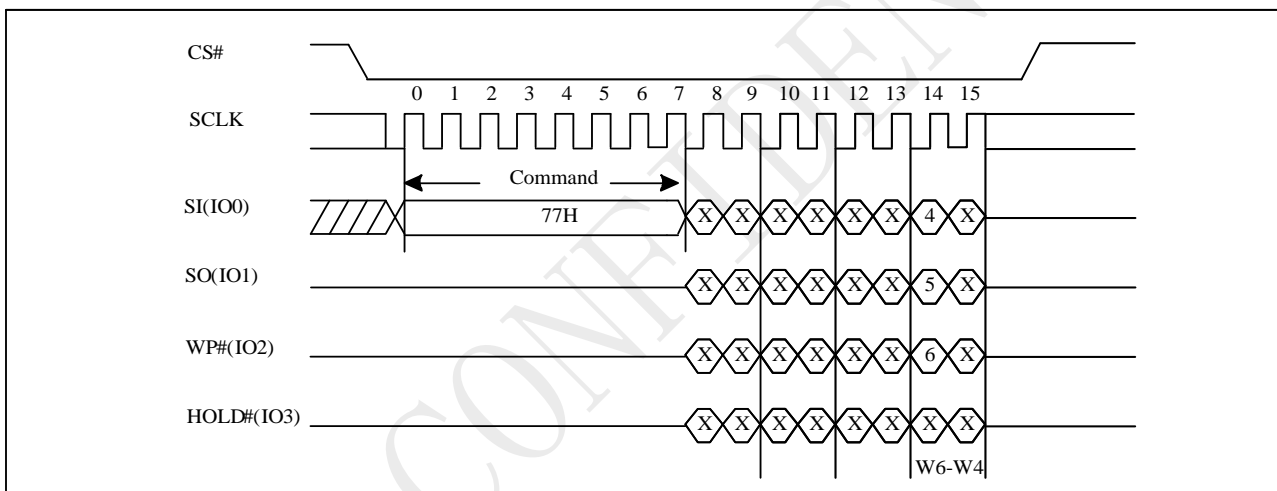 CS#
0 1 2 3 4 5 6 7 8 9 10 11 12 13 14 15
SCLK
Command
SI(IO0) 77H X X X X X X 4 X
SO(IO1) X X X X X X 5 X
WP#(IO2) X X X X X X 6 X
HOLD#(IO3) X X X X X X X X
W6-W4